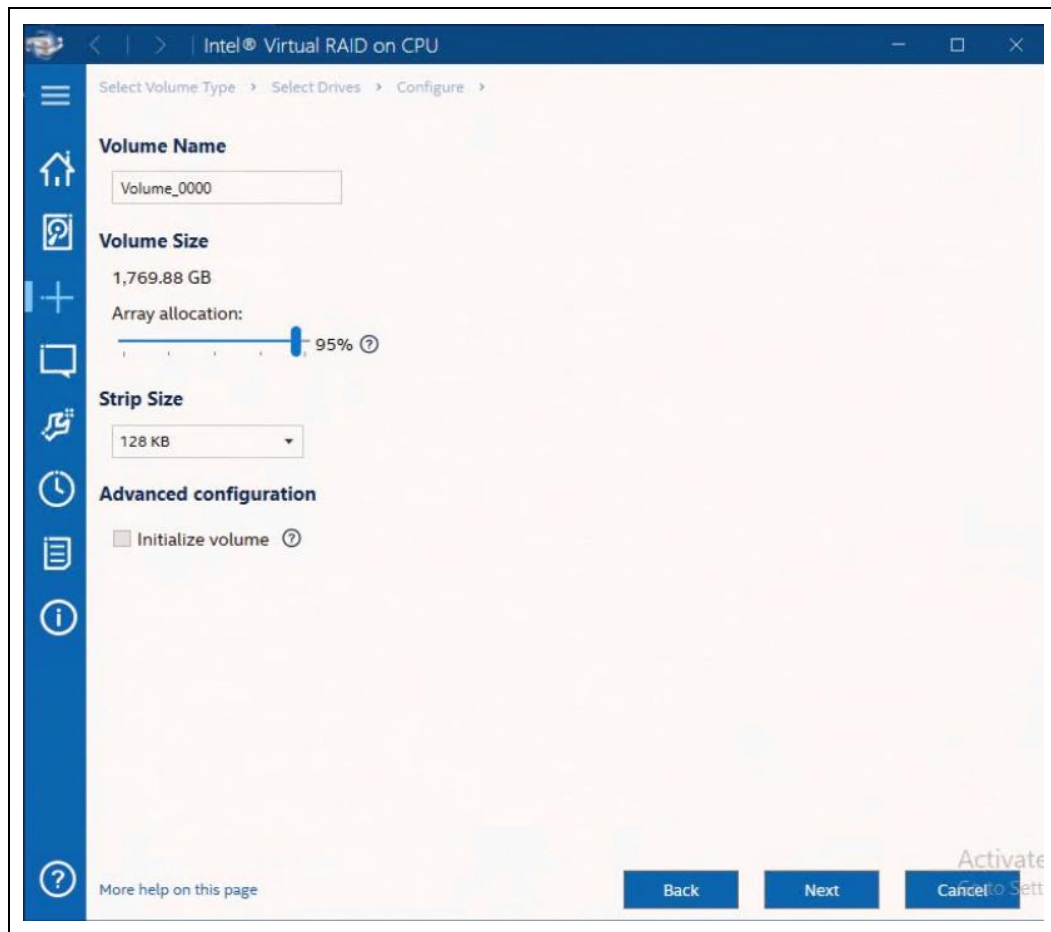 Intel® Virtual RAID on CPU
Select Volume Type > Select Drives > Configure >
Volume Name
Volume_0000
Volume Size
1,769.88 GB
Array allocation:
95% ?
Strip Size
128 KB
Advanced configuration
Initialize volume ?
Activate
More help on this page
Back Next Cancel to Sett